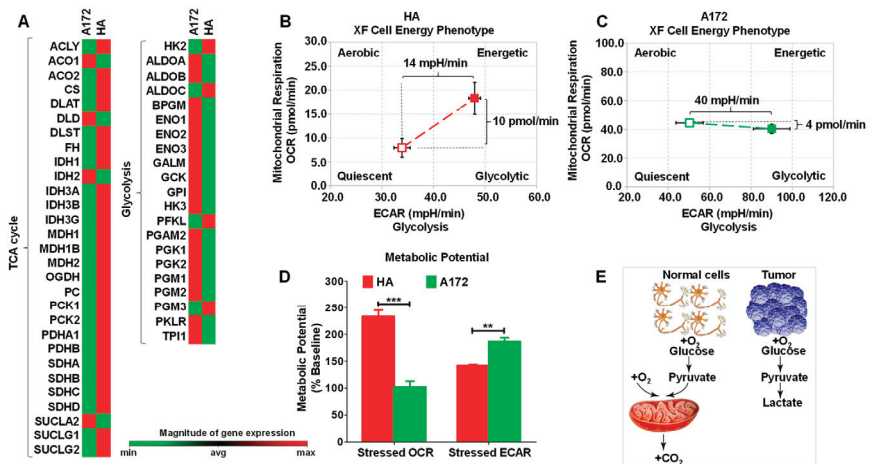 A
A172
HA
TCA cycle
ACLY
ACO1
ACO2
CS
DLAT
DLD
DLST
FH
IDH1
IDH2
IDH3A
IDH3B
IDH3G
MDH1
MDH1B
MDH2
OGDH
PC
PCK1
PCK2
PDHA1
PDHB
SDHA
SDHB
SDHC
SDHD
SUCLA2
SUCLG1
SUCLG2
A172
HA
Glycolysis
HK2
ALDOA
ALDOB
ALDOC
BPGM
ENO1
ENO2
ENO3
GALM
GCK
GPI
HK3
PFKL
PGAM2
PGK1
PGK2
PGM1
PGM2
PGM3
PKLR
TPI1
Magnitude of gene expression
min avg max
B
HA
XF Cell Energy Phenotype
Mitochondrial Respiration
OCR (pmol/min)
30.0
25.0
20.0
15.0
10.0
5.0
0.0
Aerobic Energetic
14 mpH/min
10 pmol/min
Quiescent Glycolytic
20.0 30.0 40.0 50.0 60.0
ECAR (mpH/min)
Glycolysis
C
A172
XF Cell Energy Phenotype
Mitochondrial Respiration
OCR (pmol/min)
100.0
80.0
60.0
40.0
20.0
0.0
Aerobic Energetic
40 mpH/min
4 pmol/min
Quiescent Glycolytic
20.0 40.0 60.0 80.0 100.0 120.0
ECAR (mpH/min)
Glycolysis
D
Metabolic Potential
HA A172
Metabolic Potential
(% Baseline)
300
250
200
150
100
50
0
***
**
Stressed OCR Stressed ECAR
E
Normal cells Tumor
+O2 +O2
Glucose Glucose
+O2 Pyruvate Pyruvate
Lactate
+CO2